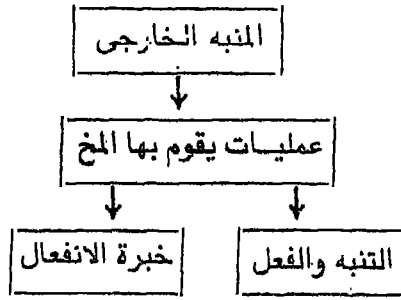 المنبه الخارجى
عمليات يقوم بها المخ
التنبه والفعل
خبرة الانفعال